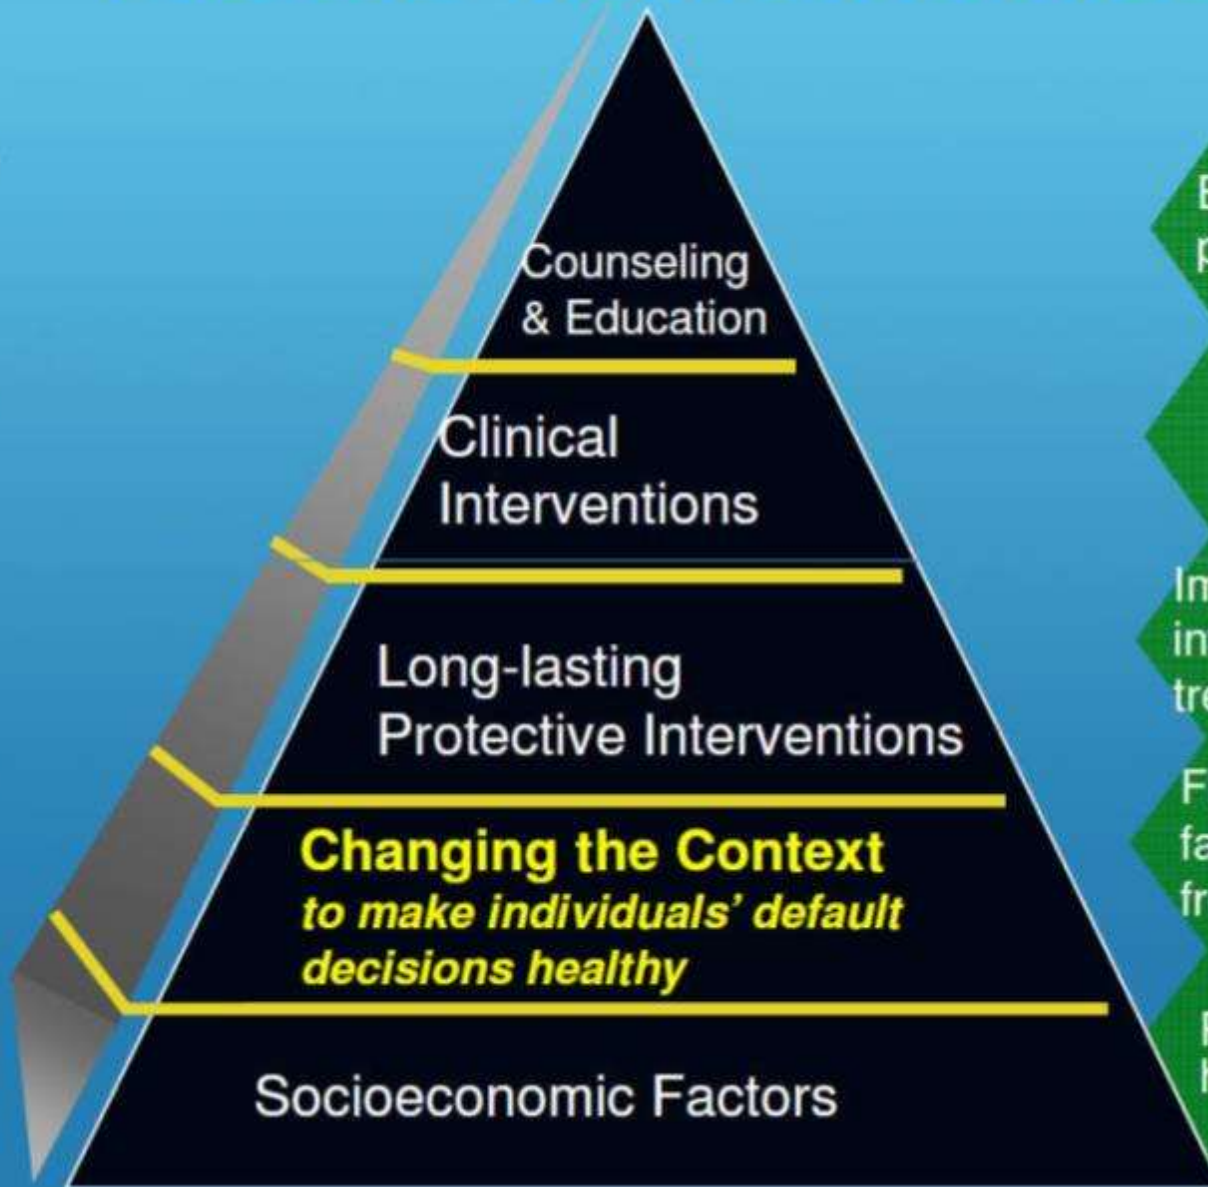 Counseling
& Education
Clinical
Interventions
Long-lasting
Protective Interventions
Changing the Context
to make individuals’ default
decisions healthy
Socioeconomic Factors